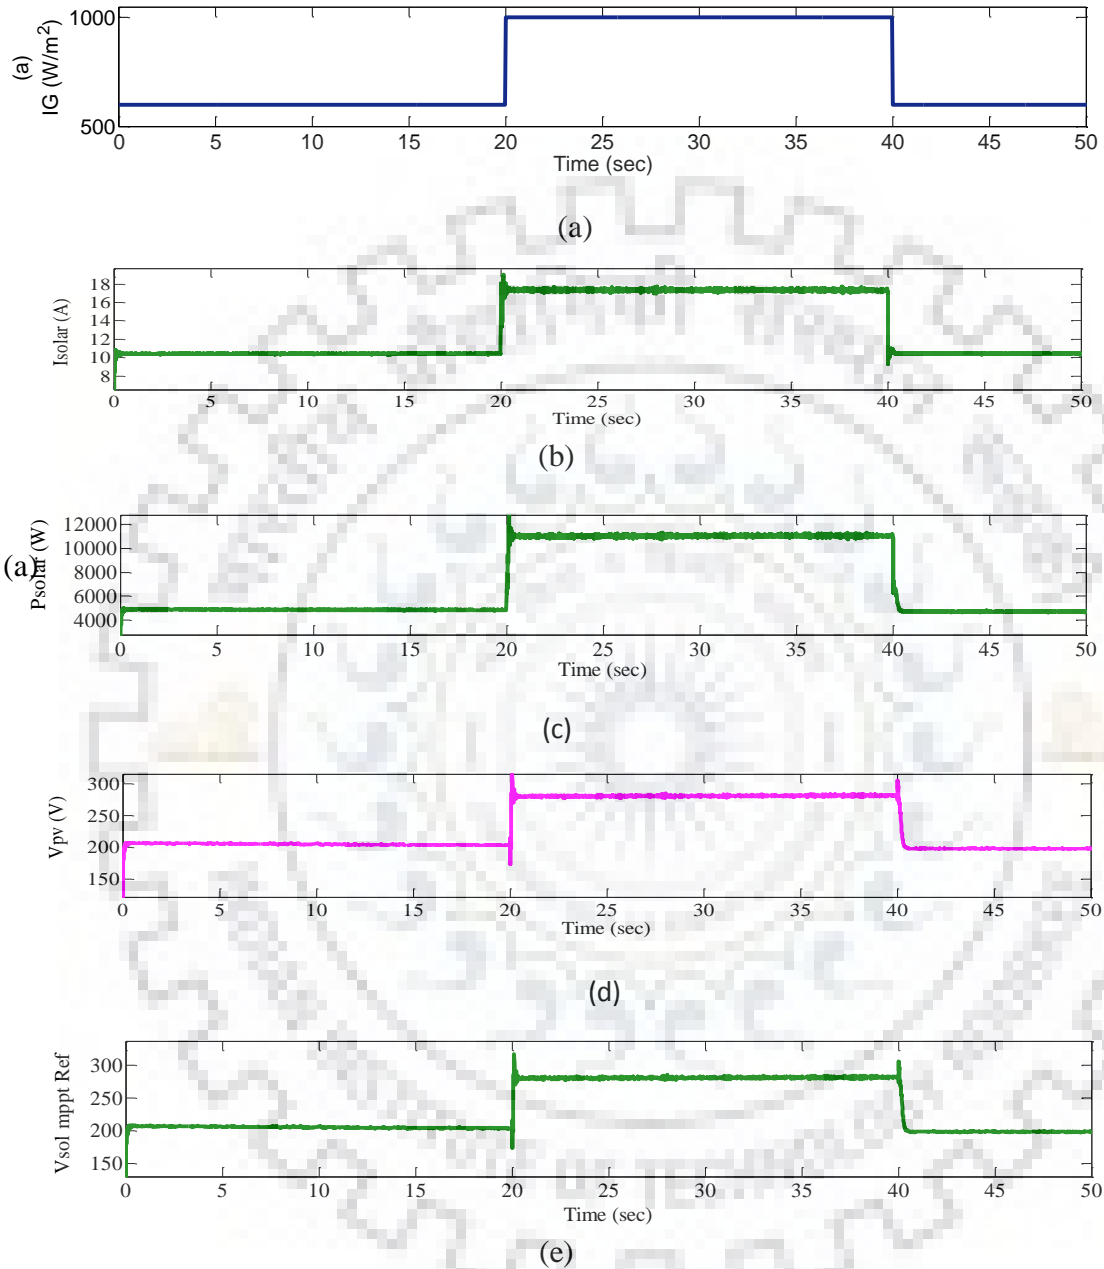 (a)
IG (W/m2)
1000
500
0 5 10 15 20 25 30 35 40 45 50
Time (sec)
(a)
Isolar (A)
18
16
14
12
10
8
0 5 10 15 20 25 30 35 40 45 50
Time (sec)
(b)
(a)
Psolar (W)
12000
10000
8000
6000
4000
0 5 10 15 20 25 30 35 40 45 50
Time (sec)
(c)
Vpv (V)
300
250
200
150
0 5 10 15 20 25 30 35 40 45 50
Time (sec)
(d)
Vsol mppt Ref
300
250
200
150
0 5 10 15 20 25 30 35 40 45 50
Time (sec)
(e)